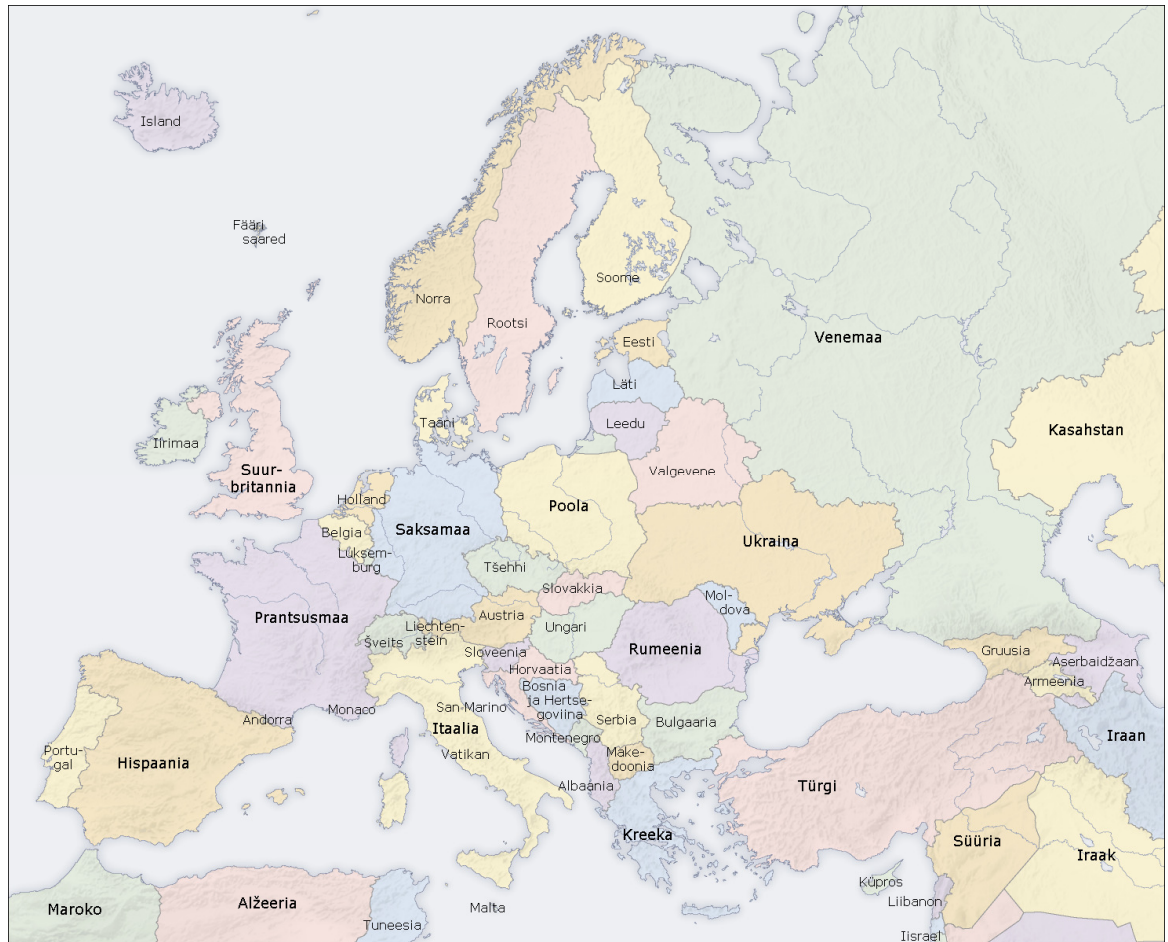 Island
Fääri
saared
Soome
Norra
Rootsi
Venemaa
Eesti
Läti
Taani
Leedu
Kasahstan
Iirimaa
Valgevene
Suur-
britannia
Holland
Poola
Saksamaa
Belgia
Ukraina
Luksem-
burg
Tšehhi
Slovakkia
Mol-
dova
Prantsusmaa
Austria
Liechten-
stein
Ungari
Šveits
Rumeenia
Sloveenia
Gruusia
Aserbaidžaan
Horvaatia
Armeenia
Bosnia
ja Hertse-
goviina
San-Marino
Monaco
Andorra
Serbia
Bulgaaria
Itaalia
Montenegro
Iraan
Portu-
gal
Vatikan
Make-
doonia
Hispaania
Albaania
Türgi
Kreeka
Süüria
Iraak
Küpros
Liibanon
Maroko
Alžeeria
Malta
Tuneesia
Iisrael